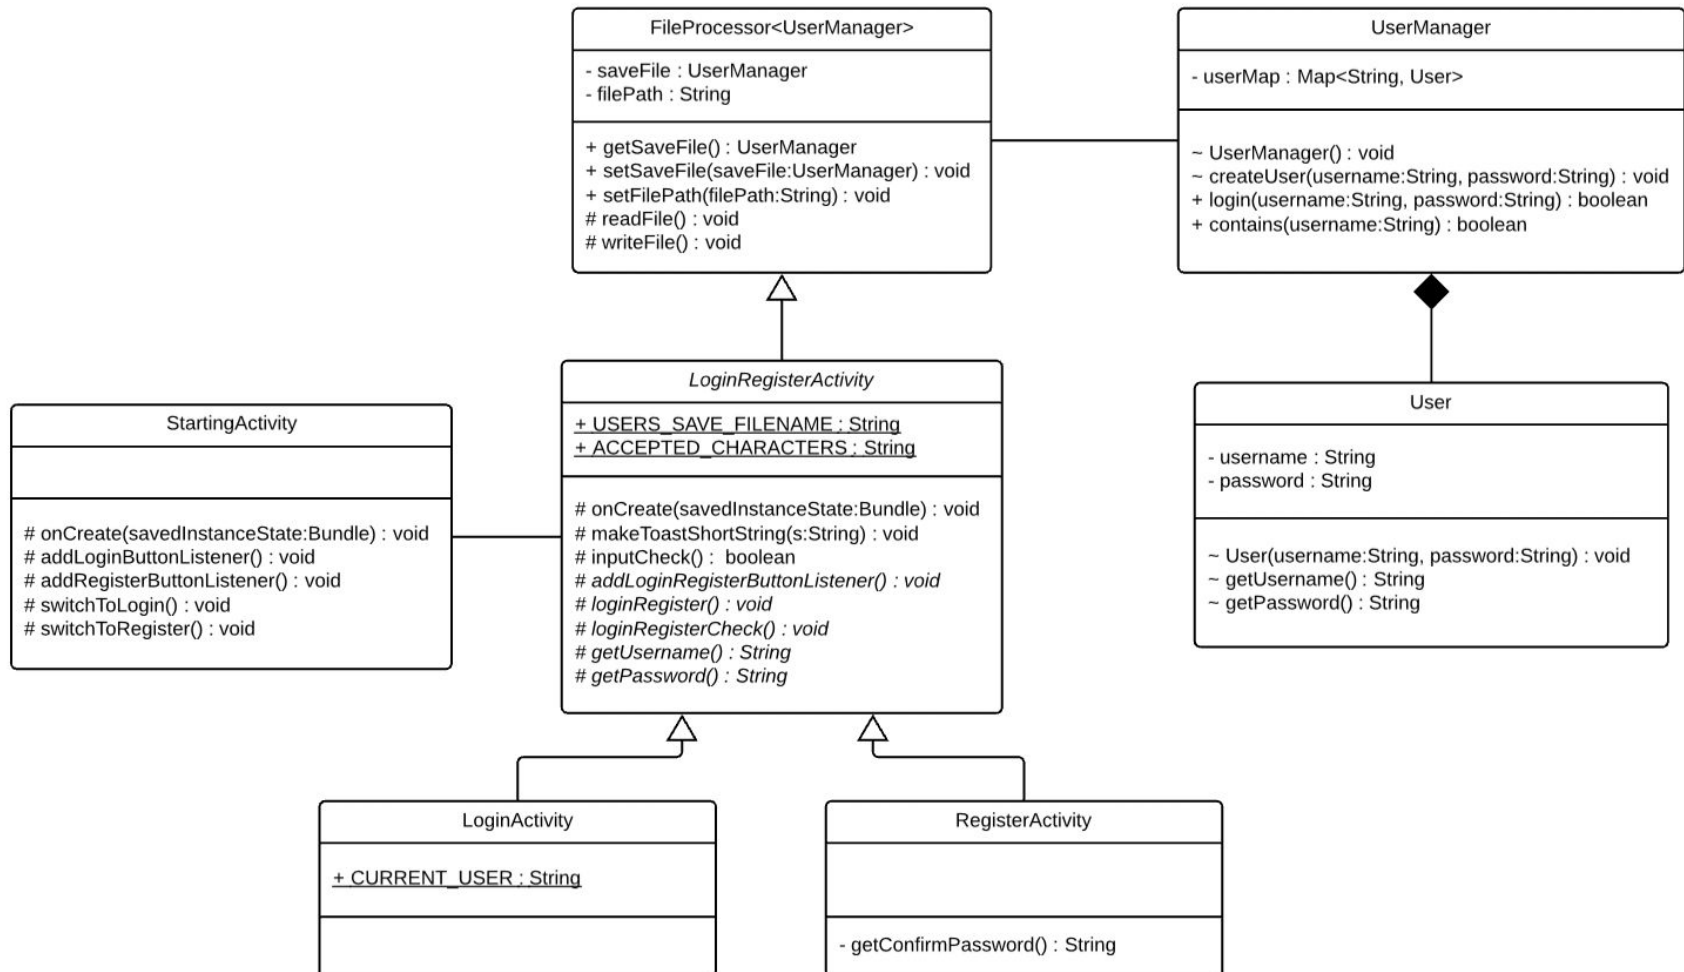 FileProcessor<UserManager>
- saveFile : UserManager
- filePath : String
+ getSaveFile() : UserManager
+ setSaveFile(saveFile:UserManager) : void
+ setFilePath(filePath:String) : void
# readFile() : void
# writeFile() : void
UserManager
- userMap : Map<String, User>
~ UserManager() : void
~ createUser(username:String, password:String) : void
+ login(username:String, password:String) : boolean
+ contains(username:String) : boolean
StartingActivity
# onCreate(savedInstanceState:Bundle) : void
# addLoginButtonListener() : void
# addRegisterButtonListener() : void
# switchToLogin() : void
# switchToRegister() : void
LoginRegisterActivity
+ USERS_SAVE_FILENAME : String
+ ACCEPTED_CHARACTERS : String
# onCreate(savedInstanceState:Bundle) : void
# makeToastShortString(s:String) : void
# inputCheck() : boolean
# addLoginRegisterButtonListener() : void
# loginRegister() : void
# loginRegisterCheck() : void
# getUsername() : String
# getPassword() : String
User
- username : String
- password : String
~ User(username:String, password:String) : void
~ getUsername() : String
~ getPassword() : String
LoginActivity
+ CURRENT_USER : String
RegisterActivity
- getConfirmPassword() : String